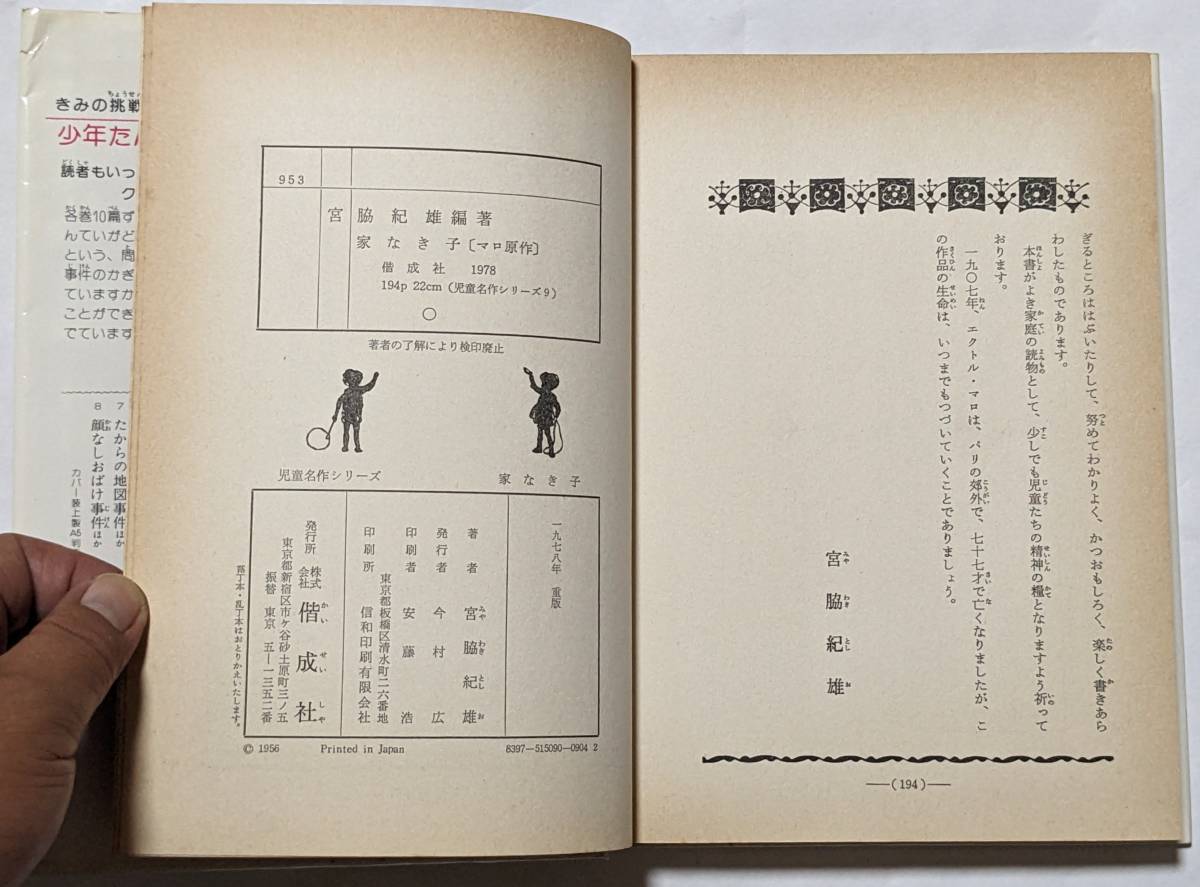 ぎるところははぶいたりして、努めてわかりよく、かつおもしろく、楽しく書きあら
わしたものであります。
本書がよき家庭の読物として、少しでも児童たちの精神の糧となりますよう祈って
おります。
一九〇七年、エクトル・マロは、パリの郊外で、七十七才で亡くなりましたが、こ
の作品の生命は、いつまでもつづいていくことでありましょう。
宮脇紀雄
―(194)―
953
宮脇紀雄編著
家なき子〔マロ原作〕
偕成社 1978
194p 22cm (児童名作シリーズ9)
○
著者の了解により検印廃止
児童名作シリーズ
家なき子
一九七八年 重版
著者 宮脇紀雄
発行者 今村広
印刷者 安藤浩
東京都板橋区清水町二六番地
印刷所 信和印刷有限会社
発行所 株式会社 偕成社
東京都新宿区市ケ谷砂土原町三ノ五
振替 東京 五―一三五二番
落丁本・乱丁本はおとりかえいたします。
© 1956 Printed in Japan 8397―515090―0904 2
きみの挑戦
少年たん
読者もいっ
ク
各巻10篇ず
んていがど
という、問
事件のかぎ
ていますか
ことができ
でています
7 たからの地図事件 ほか
8 顔なしおばけ事件 ほか
カバー装上製A5判